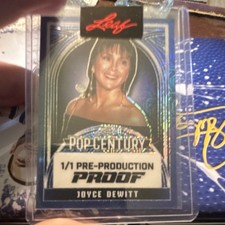 Leaf
POP CENTURY
1/1 PRE-PRODUCTION
PROOF
JOYCE DEWITT